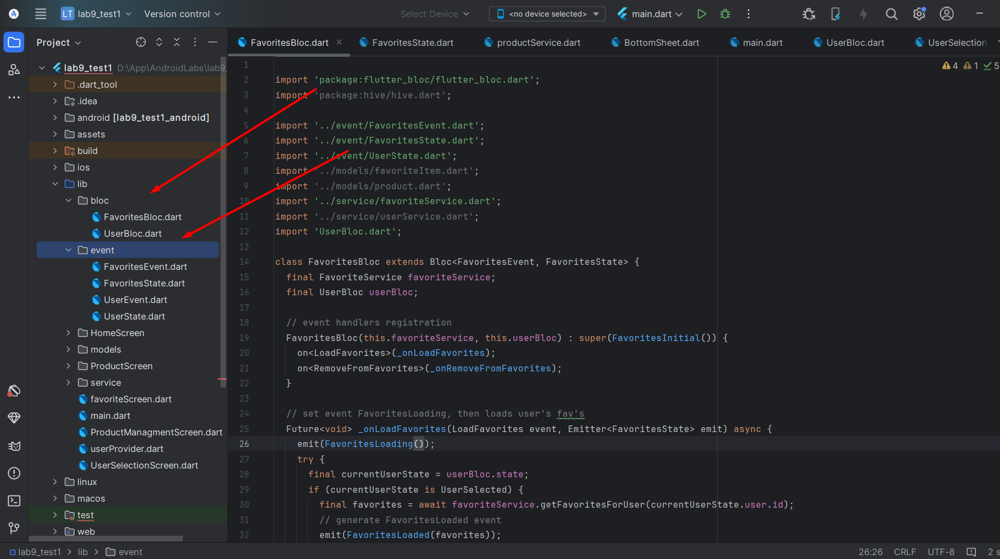 LT lab9_test1 Version control Select Device <no device selected> main.dart
Project
FavoritesBloc.dart FavoritesState.dart productService.dart BottomSheet.dart main.dart UserBloc.dart UserSelection
lab9_test1 D:\App\AndroidLabs\lab9_
.dart_tool
.idea
android [lab9_test1_android]
assets
build
ios
lib
bloc
FavoritesBloc.dart
UserBloc.dart
event
FavoritesEvent.dart
FavoritesState.dart
UserEvent.dart
UserState.dart
HomeScreen
models
ProductScreen
service
favoriteScreen.dart
main.dart
ProductManagmentScreen.dart
userProvider.dart
UserSelectionScreen.dart
linux
macos
test
web
4 1 5
1
2 import 'package:flutter_bloc/flutter_bloc.dart';
3 import 'package:hive/hive.dart';
4
5 import '../event/FavoritesEvent.dart';
6 import '../event/FavoritesState.dart';
7 import '../event/UserState.dart';
8 import '../models/favoriteItem.dart';
9 import '../models/product.dart';
10 import '../service/favoriteService.dart';
11 import '../service/userService.dart';
12 import 'UserBloc.dart';
13
14 class FavoritesBloc extends Bloc<FavoritesEvent, FavoritesState> {
15 final FavoriteService favoriteService;
16 final UserBloc userBloc;
17
18 // event handlers registration
19 FavoritesBloc(this.favoriteService, this.userBloc) : super(FavoritesInitial()) {
20 on<LoadFavorites>(_onLoadFavorites);
21 on<RemoveFromFavorites>(_onRemoveFromFavorites);
22 }
23
24 // set event FavoritesLoading, then loads user's fav's
25 Future<void> _onLoadFavorites(LoadFavorites event, Emitter<FavoritesState> emit) async {
26 emit(FavoritesLoading());
27 try {
28 final currentUserState = userBloc.state;
29 if (currentUserState is UserSelected) {
30 final favorites = await favoriteService.getFavoritesForUser(currentUserState.user.id);
31 // generate FavoritesLoaded event
32 emit(FavoritesLoaded(favorites));
lab9_test1 > lib > event 26:26 CRLF UTF-8 2 s